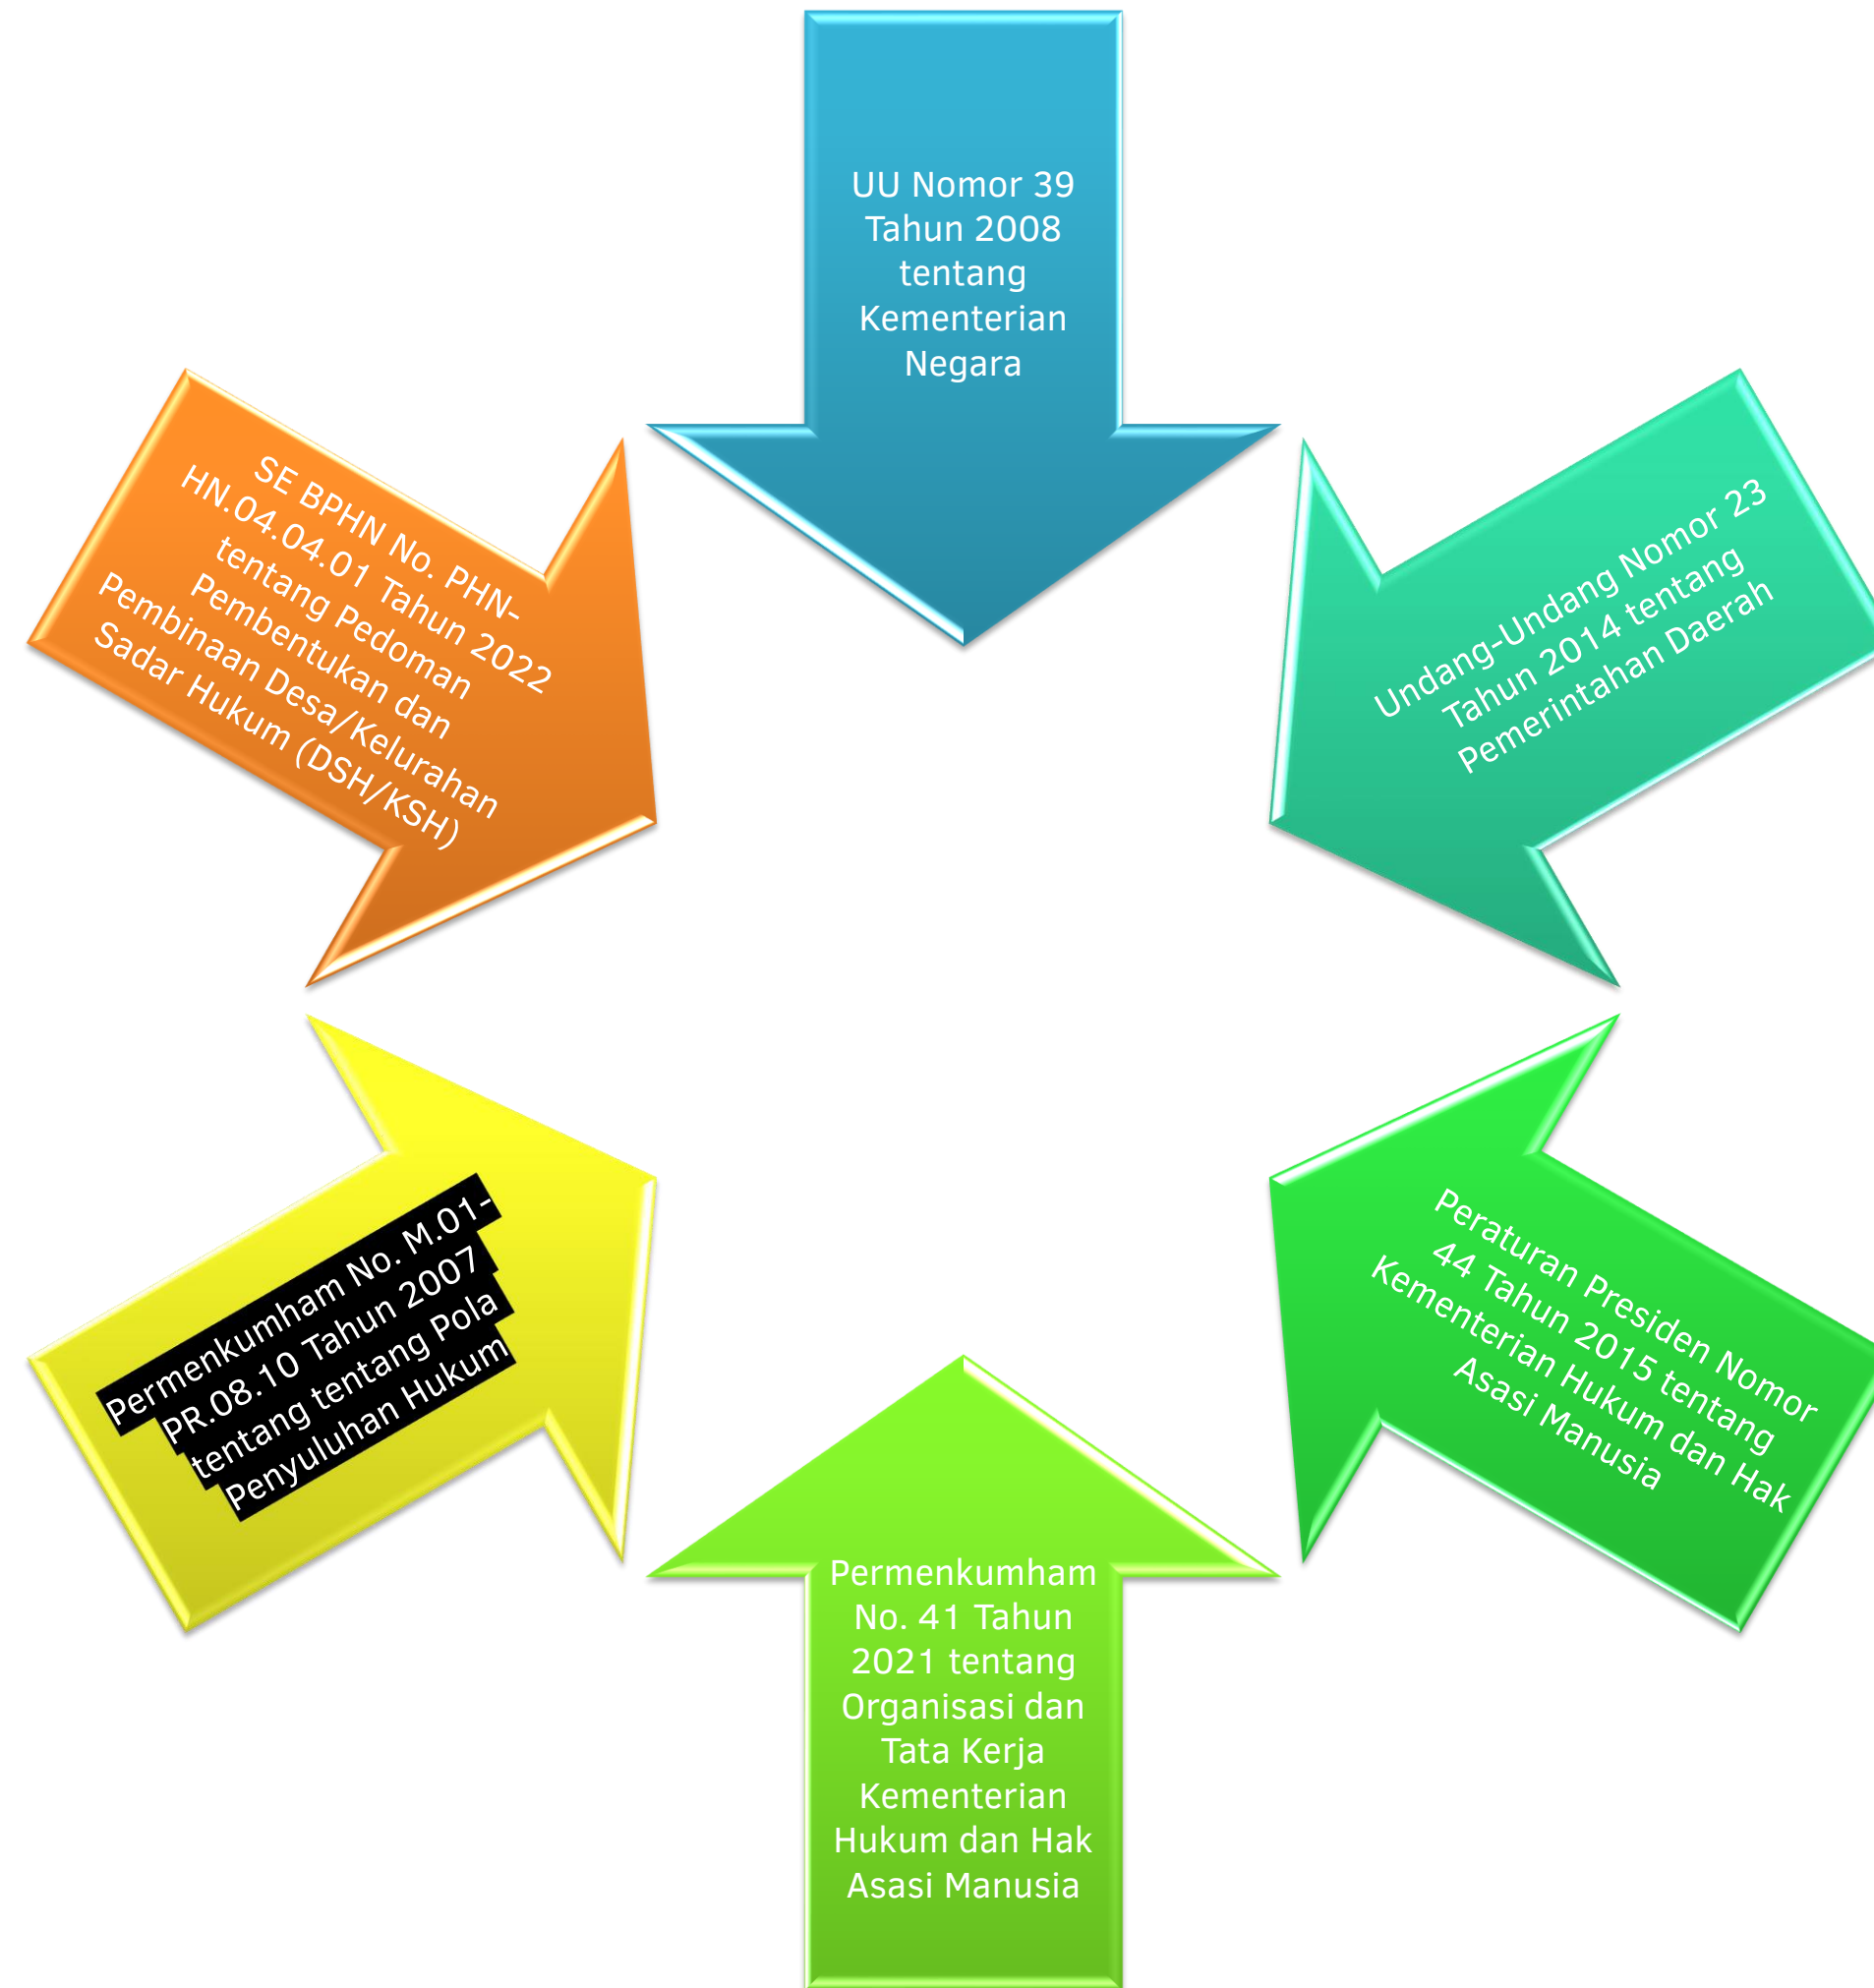 UU Nomor 39
Tahun 2008
tentang
Kementerian
Negara
Undang-Undang Nomor 23
Tahun 2014 tentang
Pemerintahan Daerah
Peraturan Presiden Nomor
44 Tahun 2015 tentang
Kementerian Hukum dan Hak
Asasi Manusia
Permenkumham
No. 41 Tahun
2021 tentang
Organisasi dan
Tata Kerja
Kementerian
Hukum dan Hak
Asasi Manusia
Permenkumham No. M.01-
PR.08.10 Tahun 2007
tentang tentang Pola
Penyuluhan Hukum
SE BPHN No. PHN-
HN.04.04.01 Tahun 2022
tentang Pedoman
Pembentukan dan
Pembinaan Desa/Kelurahan
Sadar Hukum (DSH/KSH)